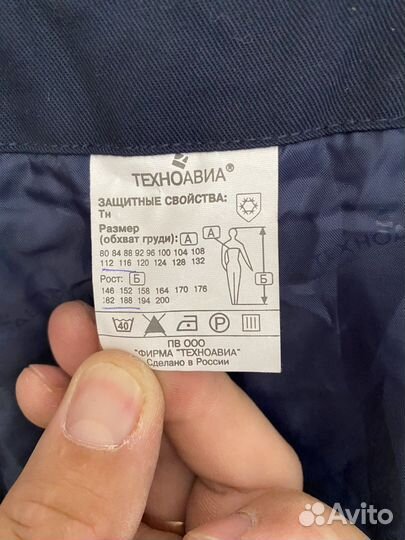 ТЕХНОАВИА®
ЗАЩИТНЫЕ СВОЙСТВА:
Тн
Размер
(обхват груди): А
80 84 88 92 96 100 104 108
112 116 120 124 128 132
Рост: Б
146 152 158 164 170 176
182 188 194 200
А
Б
40
ПВ ООО
"ФИРМА "ТЕХНОАВИА"
Сделано в России
Avito